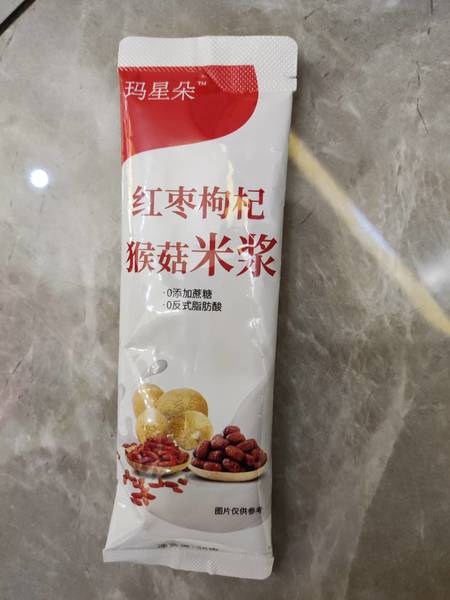 玛星朵™
红枣枸杞
猴菇米浆
·0添加蔗糖
·0反式脂肪酸
图片仅供参考